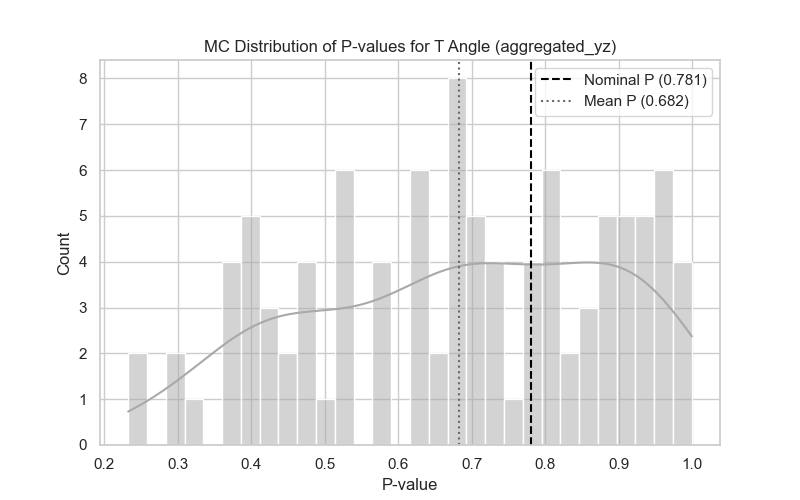 MC Distribution of P-values for T Angle (aggregated_yz)
Nominal P (0.781)
Mean P (0.682)
8
7
6
5
4
3
2
1
0
Count
0.2 0.3 0.4 0.5 0.6 0.7 0.8 0.9 1.0
P-value